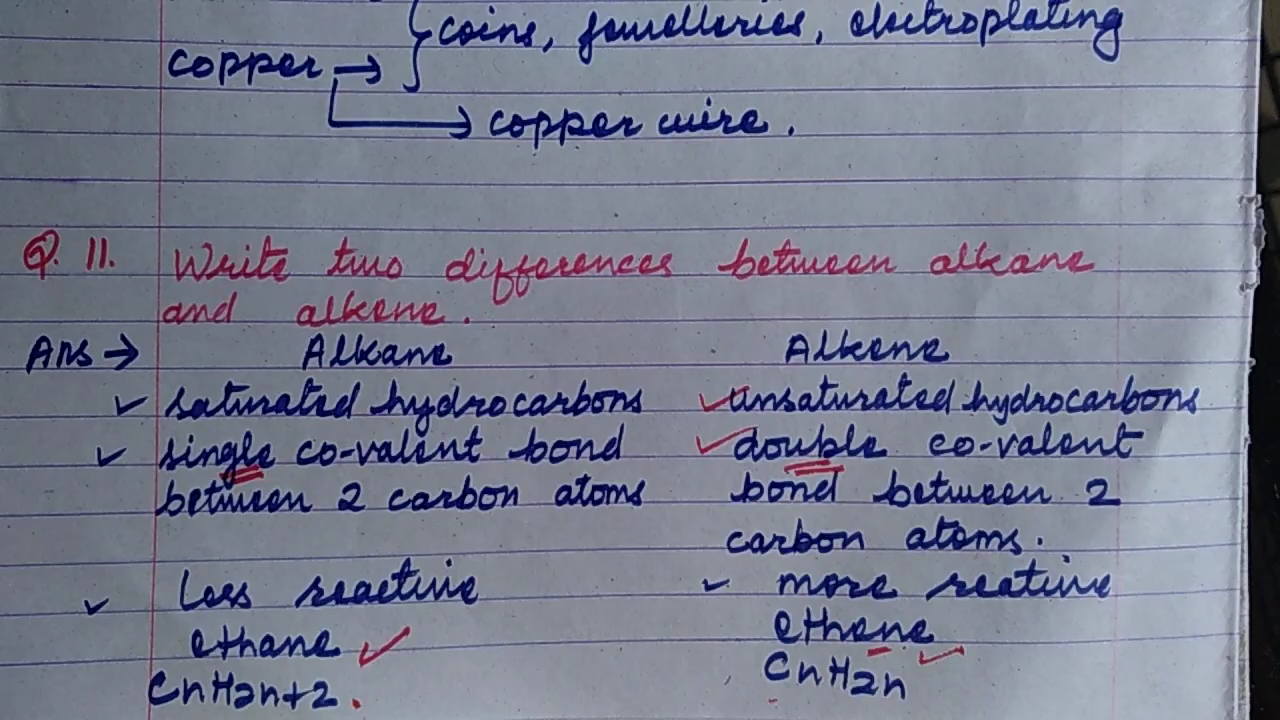 coins, jewelleries, electroplating
copper →
→ copper wire.
Q. 11. Write two differences between alkane
and alkene.
Ans → Alkane Alkene
✓ saturated hydrocarbons ✓ unsaturated hydrocarbons
✓ single co-valent bond ✓ double co-valent
between 2 carbon atoms bond between 2
carbon atoms.
✓ Less reactive ✓ more reative
ethane ✓ ethene ✓
CnH2n+2. CnH2n